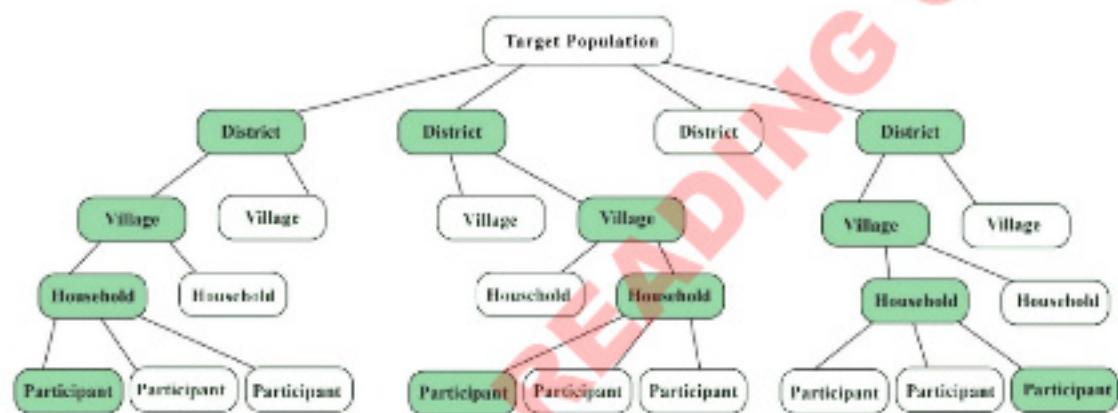 Target Population
District District District District
Village Village Village Village Village Village
Household Household Household Household Household Household
Participant Participant Participant Participant Participant Participant Participant Participant Participant
READING